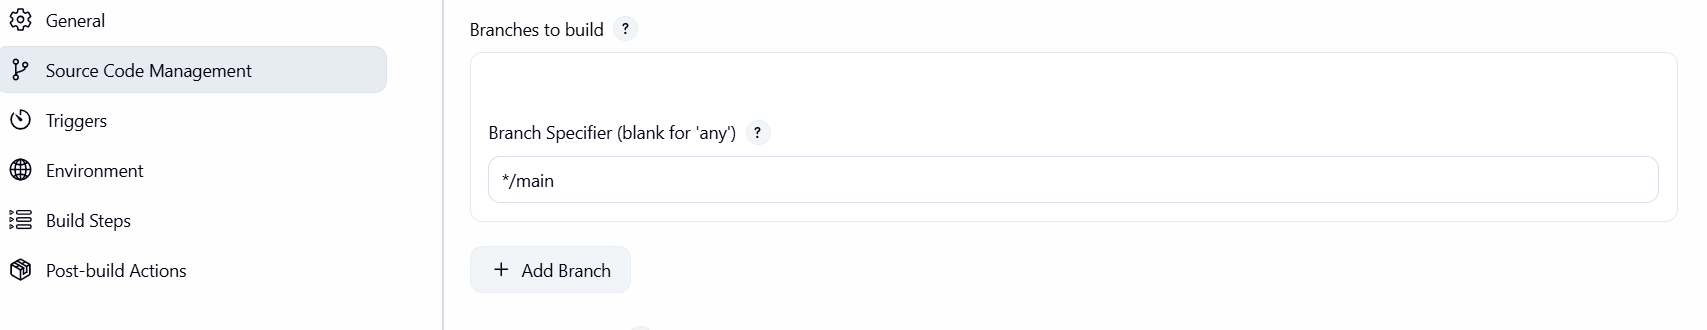 General
Source Code Management
Triggers
Environment
Build Steps
Post-build Actions
Branches to build ?
Branch Specifier (blank for 'any') ?
*/main
+ Add Branch